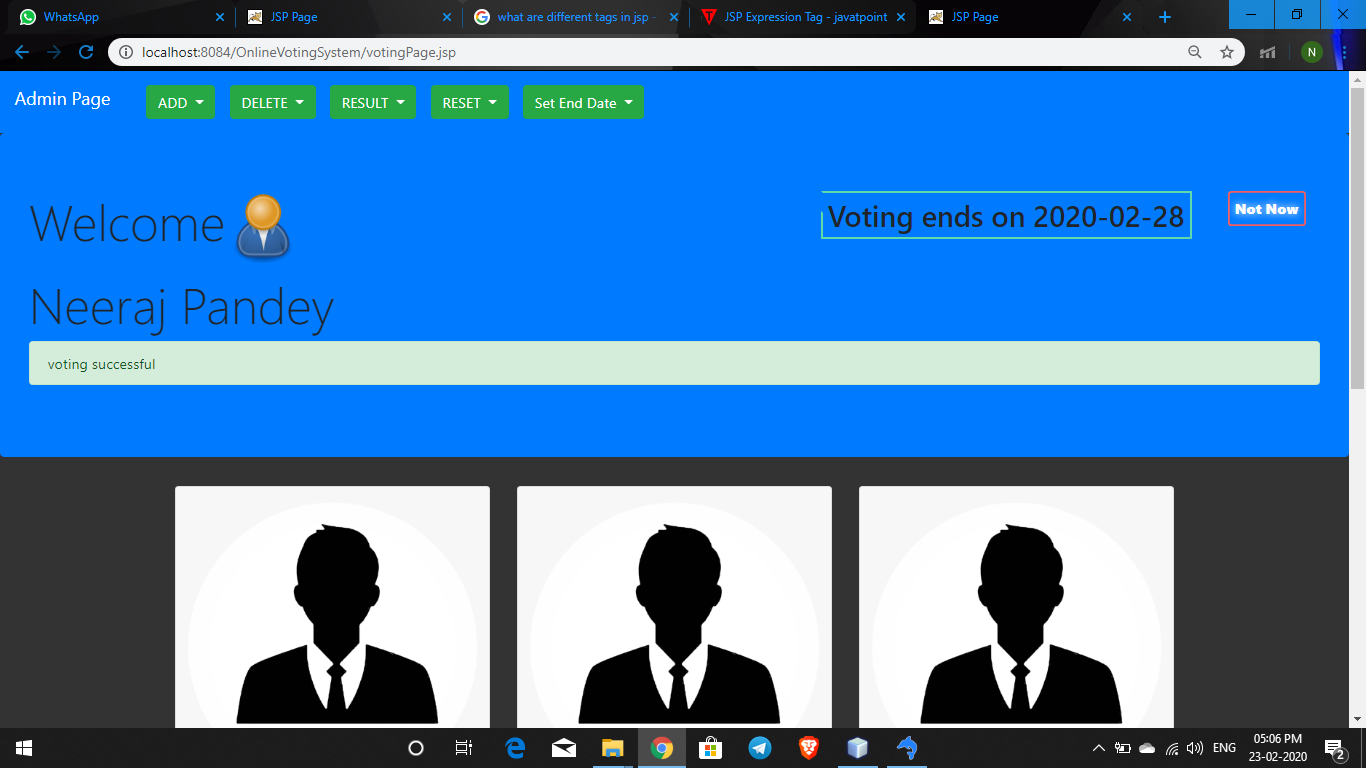 WhatsApp
JSP Page
what are different tags in jsp -
JSP Expression Tag - javatpoint
JSP Page
localhost:8084/OnlineVotingSystem/votingPage.jsp
N
Admin Page
ADD
DELETE
RESULT
RESET
Set End Date
Welcome
Voting ends on 2020-02-28
Not Now
Neeraj Pandey
voting successful
ENG
05:06 PM
23-02-2020
2